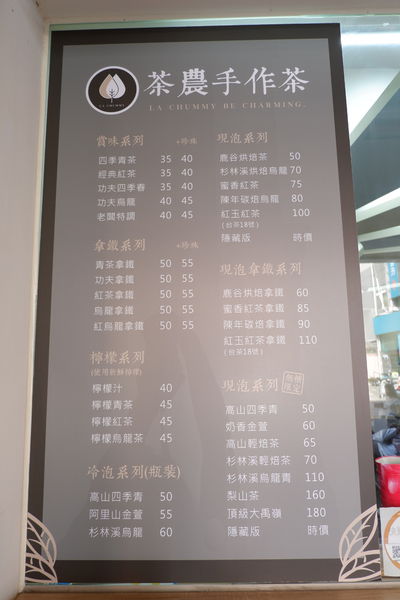 茶農手作茶
LA CHUMMY BE CHARMING.
LA CHUMMY
賞味系列 +珍珠
四季青茶 35 40
經典紅茶 35 40
功夫四季春 35 40
功夫烏龍 40 45
老闆特調 40 45
拿鐵系列 +珍珠
青茶拿鐵 50 55
功夫拿鐵 50 55
紅茶拿鐵 50 55
烏龍拿鐵 50 55
紅烏龍拿鐵 50 55
檸檬系列
(使用新鮮檸檬)
檸檬汁 40
檸檬青茶 45
檸檬紅茶 45
檸檬烏龍茶 45
冷泡系列(瓶裝)
高山四季青 50
阿里山金萱 55
杉林溪烏龍 60
現泡系列
鹿谷烘焙茶 50
杉林溪烘焙烏龍 70
蜜香紅茶 75
陳年碳焙烏龍 80
紅玉紅茶 100
(台茶18號)
隱藏版 時價
現泡拿鐵系列
鹿谷烘焙拿鐵 60
蜜香紅茶拿鐵 85
陳年碳焙拿鐵 90
紅玉紅茶拿鐵 110
(台茶18號)
現泡系列
高山四季青 50
奶香金萱 60
高山輕焙茶 65
杉林溪輕焙茶 70
杉林溪烏龍青 110
梨山茶 160
頂級大禹嶺 180
隱藏版 時價